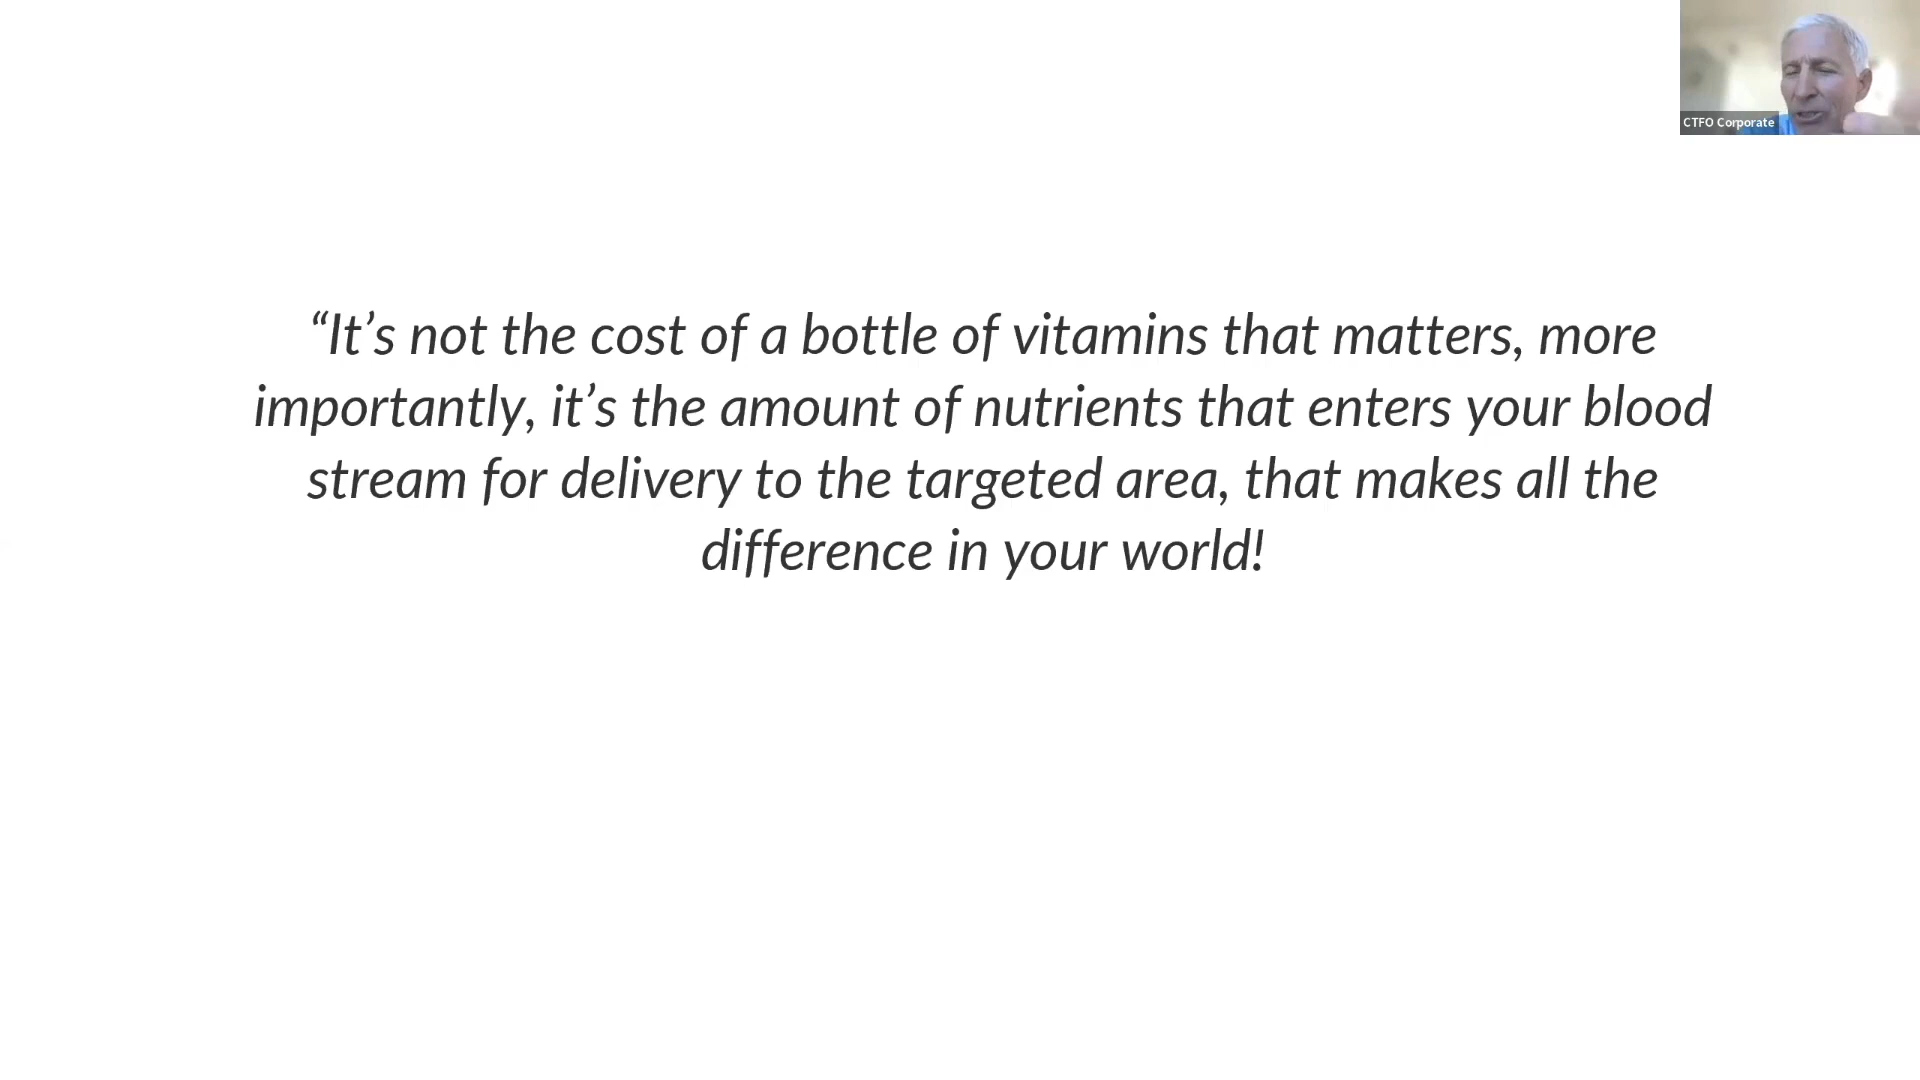 CTFO Corporate
“It’s not the cost of a bottle of vitamins that matters, more
importantly, it’s the amount of nutrients that enters your blood
stream for delivery to the targeted area, that makes all the
difference in your world!